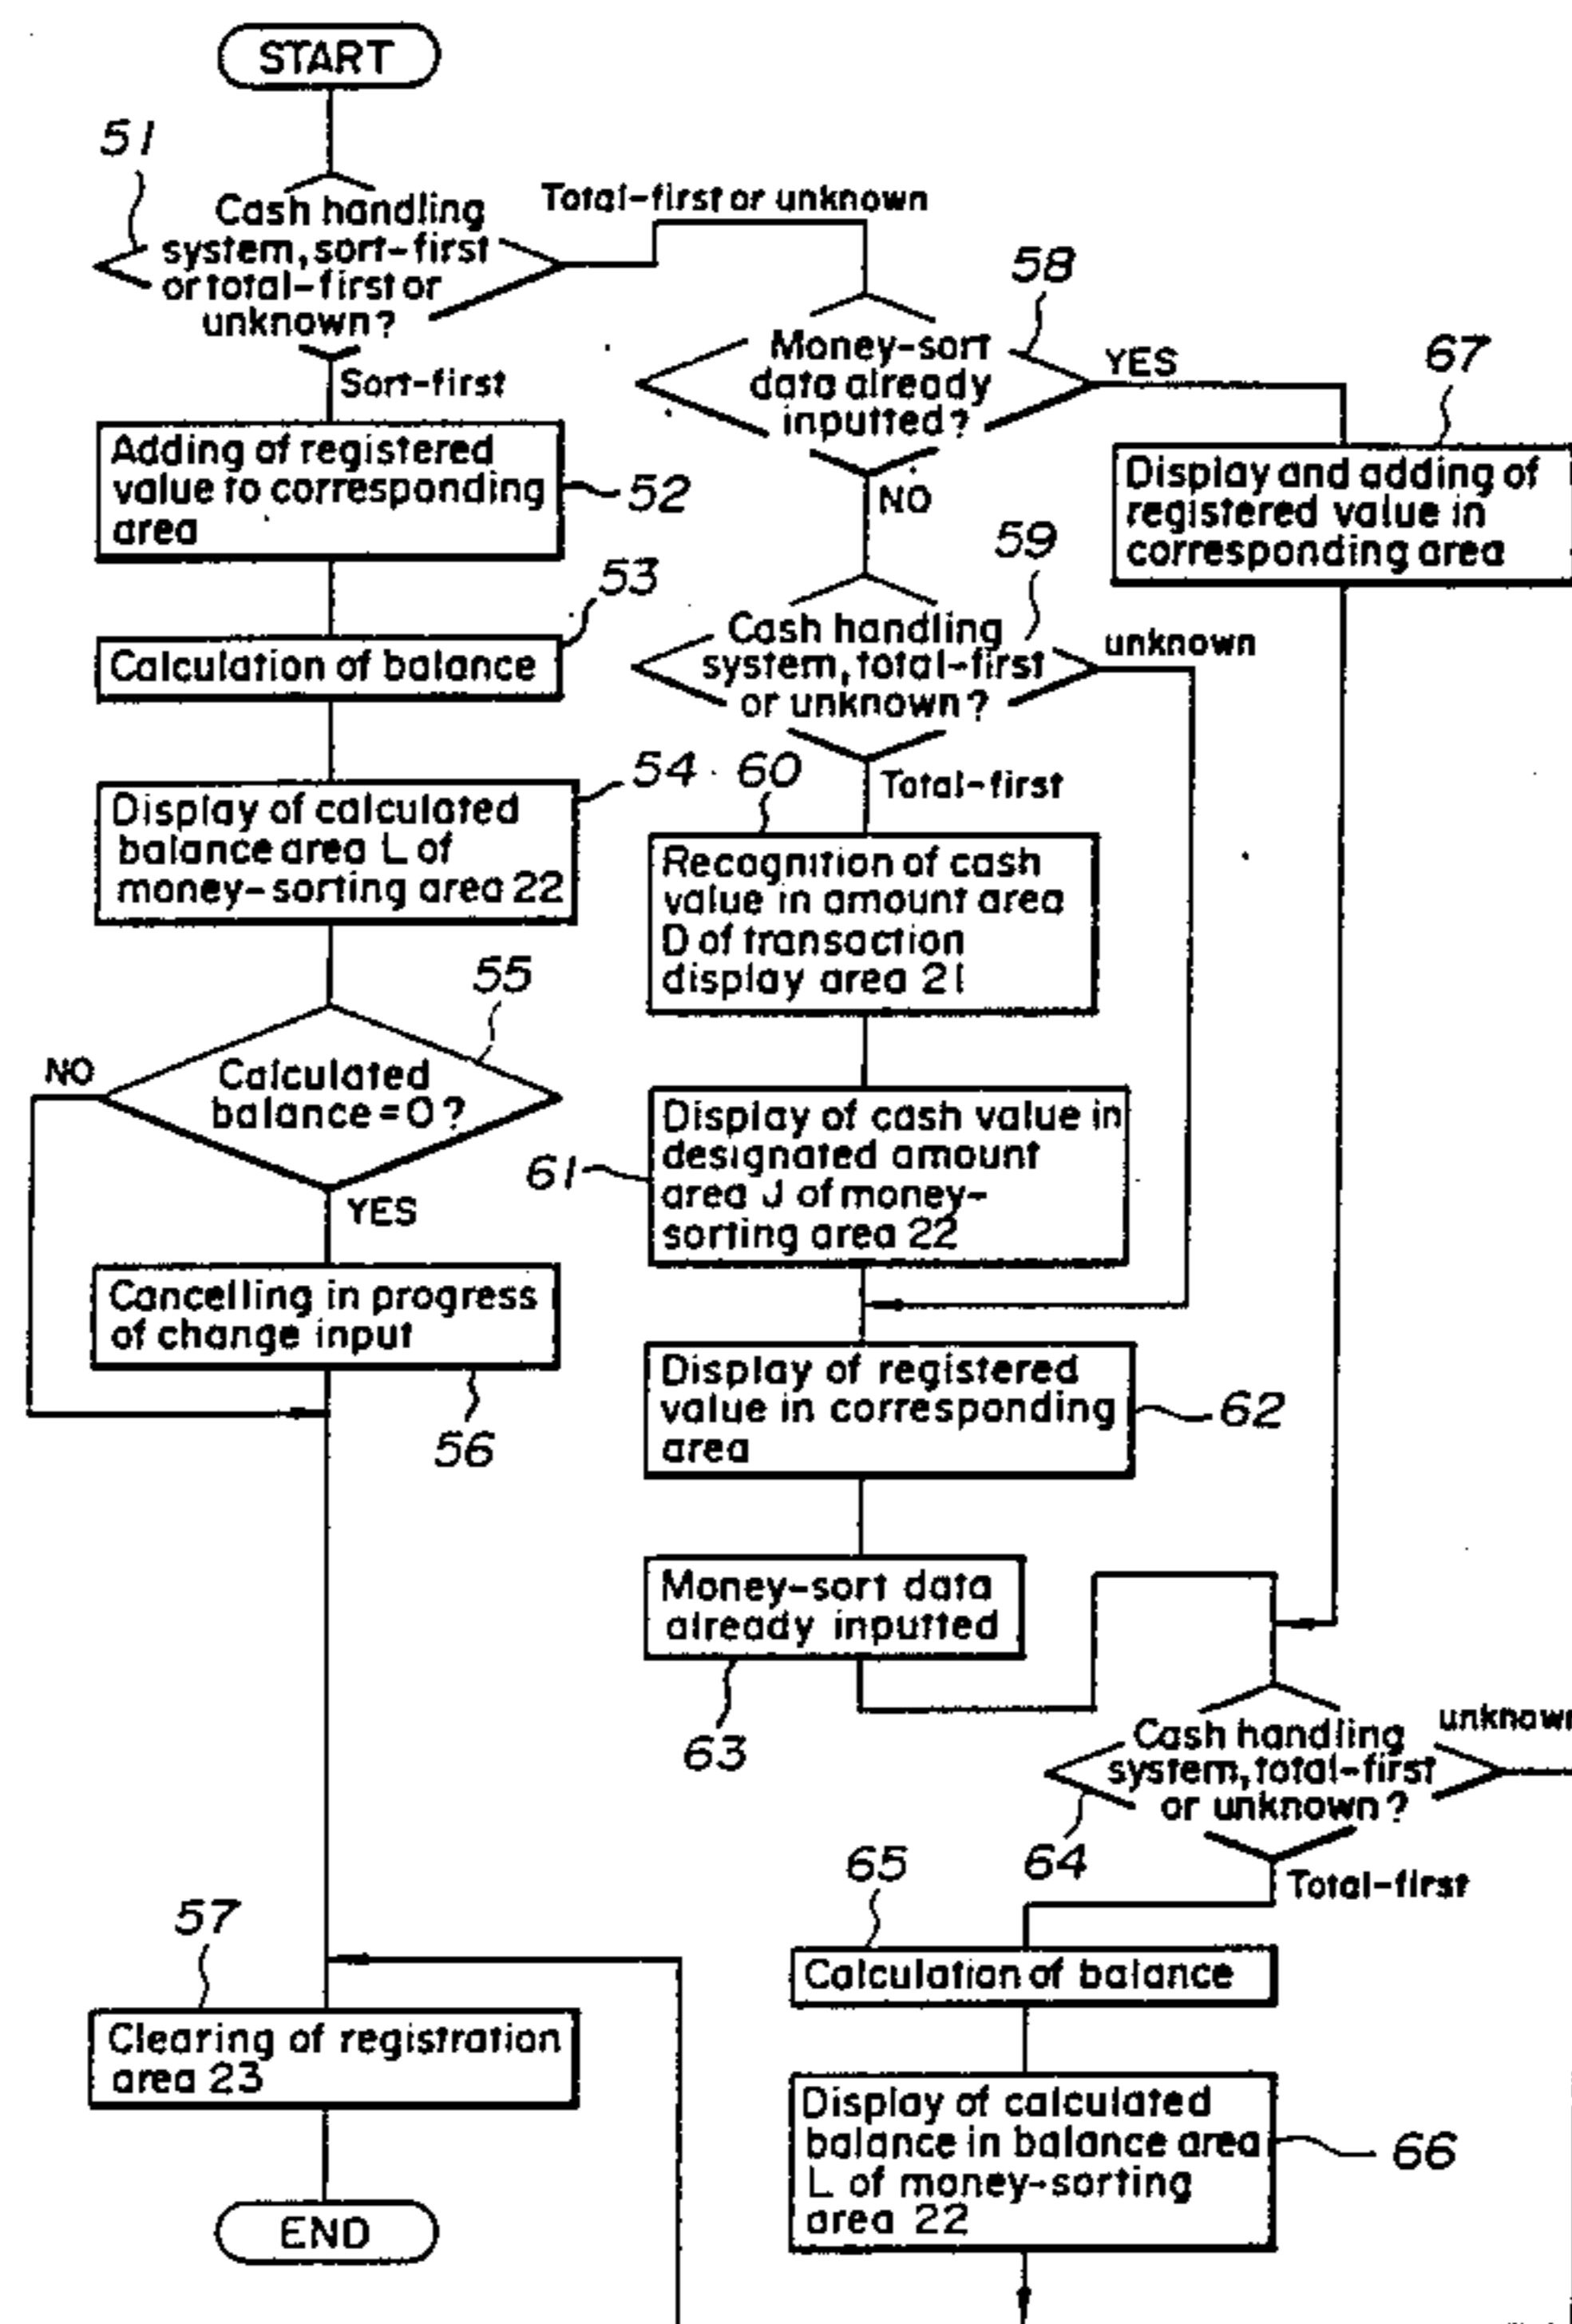 START
51
Cash handling
system, sort-first
or total-first or
unknown?
Total-first or unknown
Sort-first
Adding of registered
value to corresponding
area
52
53
Calculation of balance
54
Display of calculated
balance area L of
money-sorting area 22
55
NO
Calculated
balance=0?
YES
Cancelling in progress
of change input
56
57
Clearing of registration
area 23
END
58
Money-sort
data already
inputted?
YES
NO
67
Display and adding of
registered value in
corresponding area
59
Cash handling
system, total-first
or unknown?
unknown
Total-first
60
Recognition of cash
value in amount area
D of transaction
display area 21
61
Display of cash value in
designated amount
area J of money-
sorting area 22
Display of registered
value in corresponding
area
62
Money-sort data
already inputted
63
Cash handling
system, total-first
or unknown?
unknown
64
Total-first
65
Calculation of balance
Display of calculated
balance in balance area
L of money-sorting
area 22
66